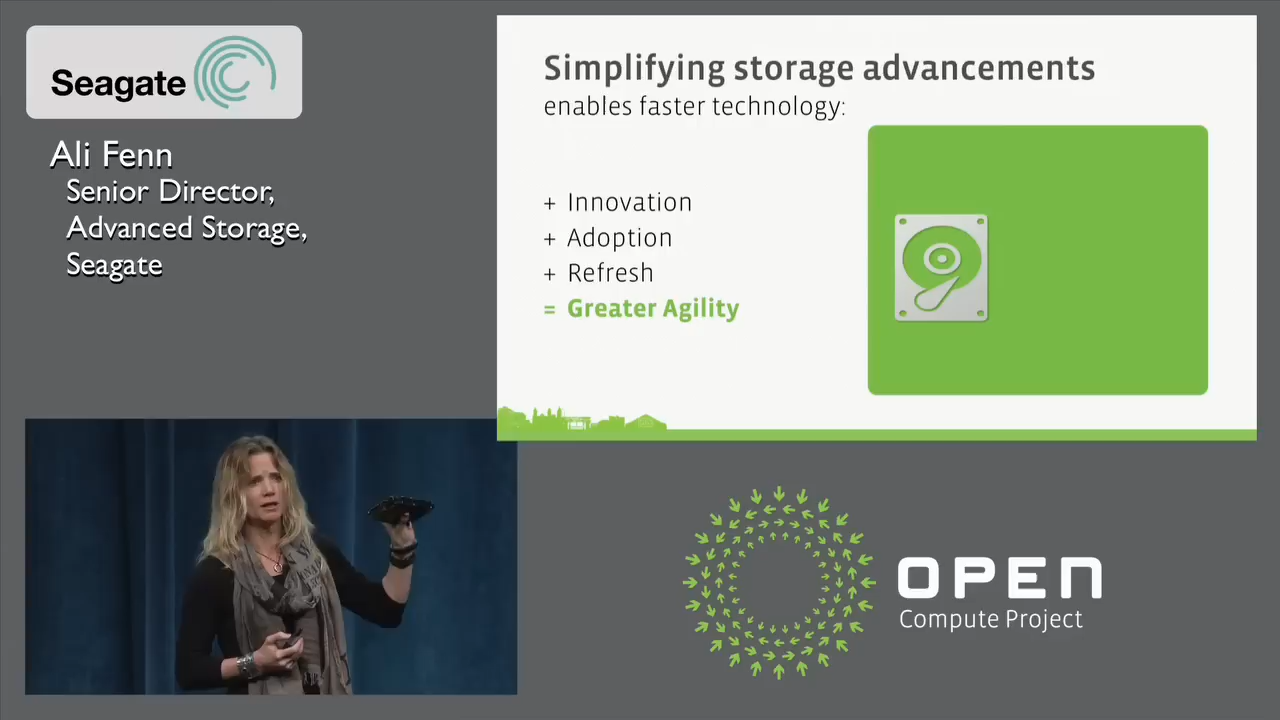 Seagate
Ali Fenn
Senior Director,
Advanced Storage,
Seagate
Simplifying storage advancements
enables faster technology:
+ Innovation
+ Adoption
+ Refresh
= Greater Agility
OPEN
Compute Project